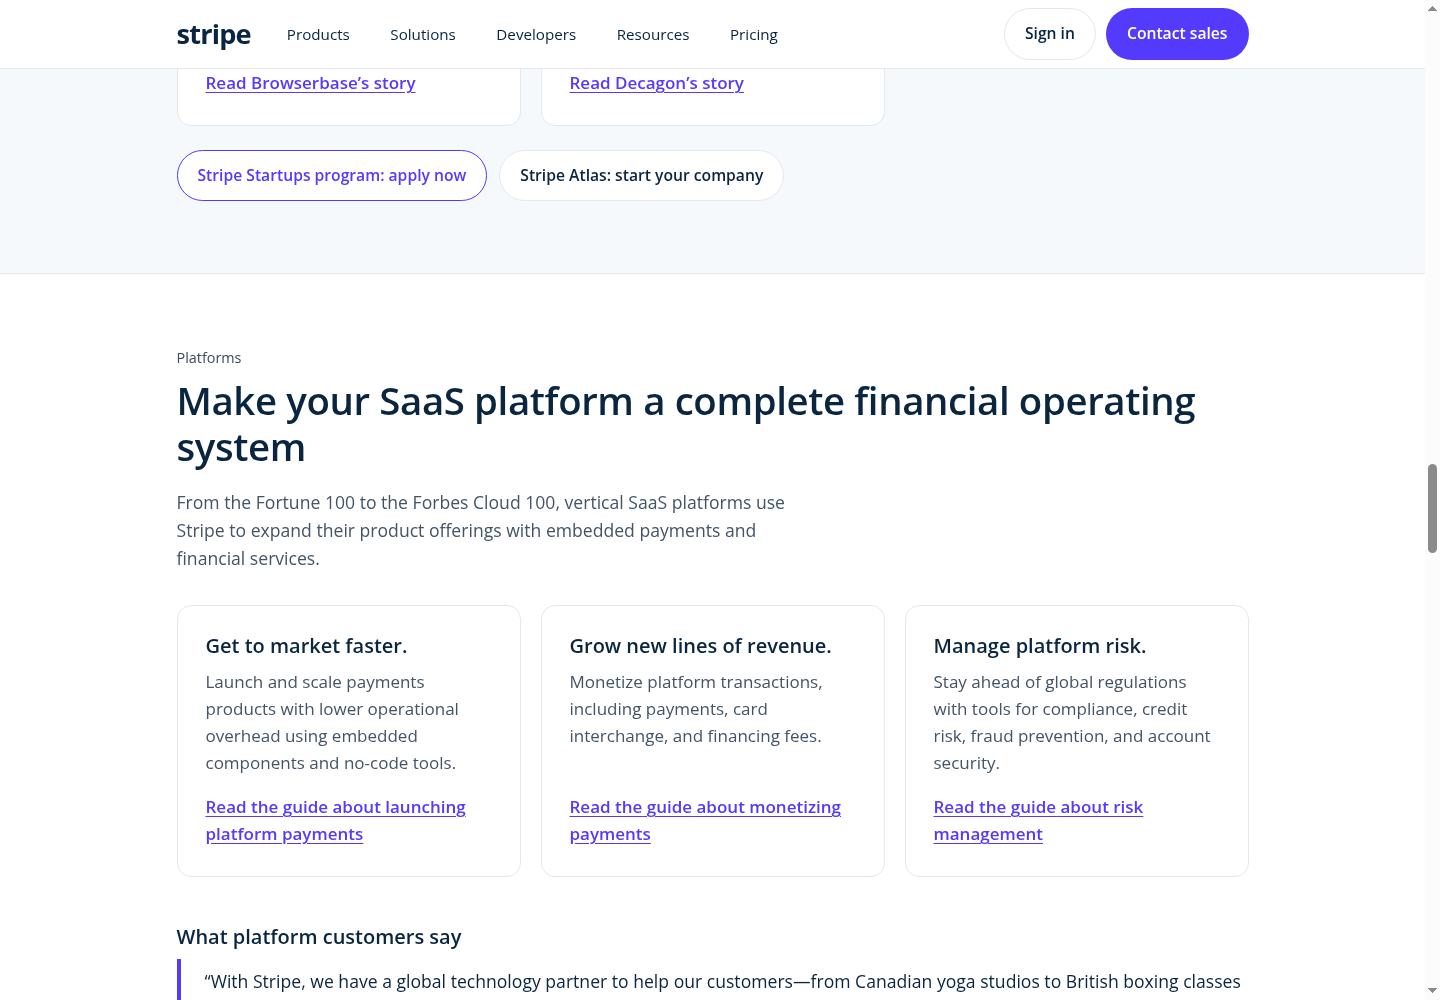 stripe
Products
Solutions
Developers
Resources
Pricing
Sign in
Contact sales
Read Browserbase’s story
Read Decagon’s story
Stripe Startups program: apply now
Stripe Atlas: start your company
Platforms
Make your SaaS platform a complete financial operating
system
From the Fortune 100 to the Forbes Cloud 100, vertical SaaS platforms use
Stripe to expand their product offerings with embedded payments and
financial services.
Get to market faster.
Launch and scale payments
products with lower operational
overhead using embedded
components and no-code tools.
Read the guide about launching
platform payments
Grow new lines of revenue.
Monetize platform transactions,
including payments, card
interchange, and financing fees.
Read the guide about monetizing
payments
Manage platform risk.
Stay ahead of global regulations
with tools for compliance, credit
risk, fraud prevention, and account
security.
Read the guide about risk
management
What platform customers say
“With Stripe, we have a global technology partner to help our customers—from Canadian yoga studios to British boxing classes